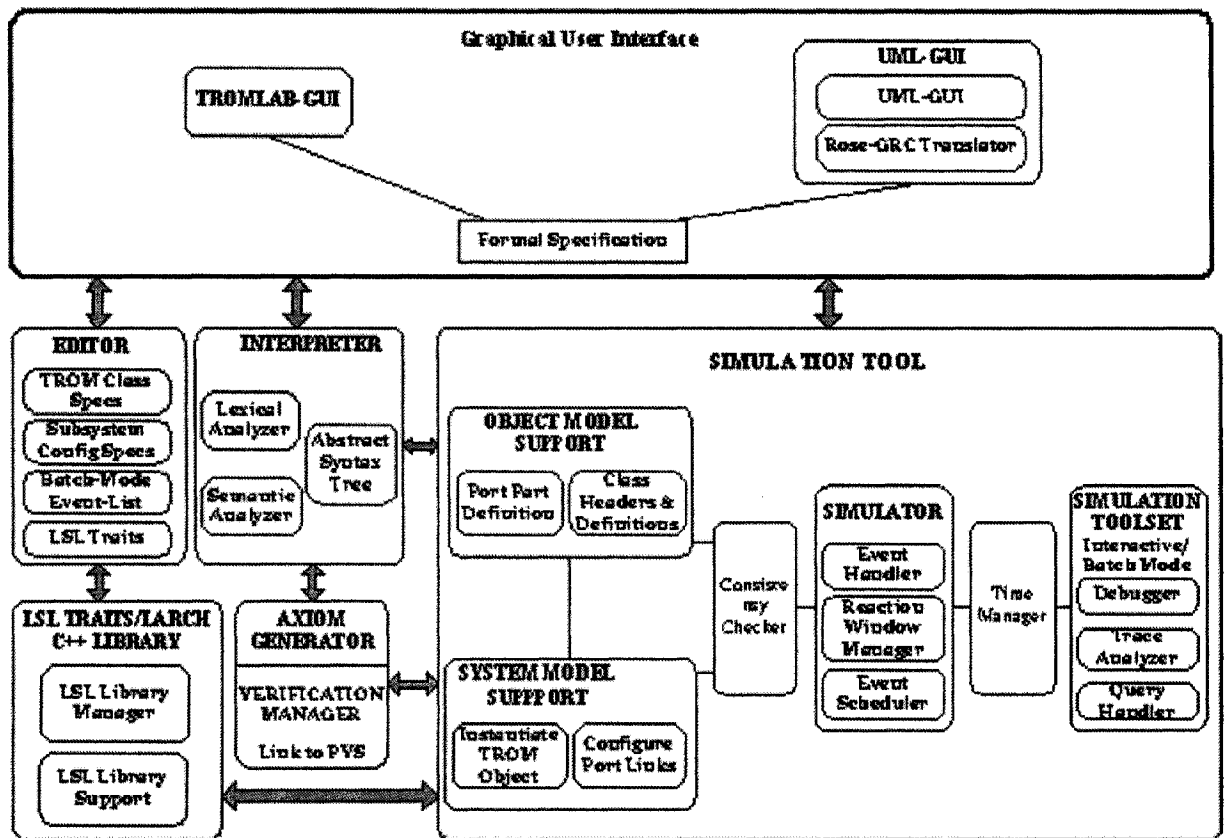 Graphical User Interface
TROMLAB-GUI
UML-GUI
UML-GUI
Rose-GRC Translator
Formal Specification
EDITOR
TROM Class
Specs
Subsystem
Config Specs
Batch-Mode
Event-List
LSL Traits
INTERPRETER
Lexical
Analyzer
Abstract
Syntax
Tree
Semantic
Analyzer
SIMULATION TOOL
OBJECT MODEL
SUPPORT
Port Part
Definition
Class
Headers &
Definitions
SIMULATOR
Event
Handler
Reaction
Window
Manager
Event
Scheduler
Consiste
ncy
Checker
Time
Manager
SIMULATION
TOOLSET
Interactive/
Batch Mode
Debugger
Trace
Analyzer
Query
Handler
LSL TRAITS/LARCH
C++ LIBRARY
LSL Library
Manager
LSL Library
Support
AXIOM
GENERATOR
VERIFICATION
MANAGER
Link to PVS
SYSTEM MODEL
SUPPPORT
Instantiate
TROM
Object
Configure
Port Links